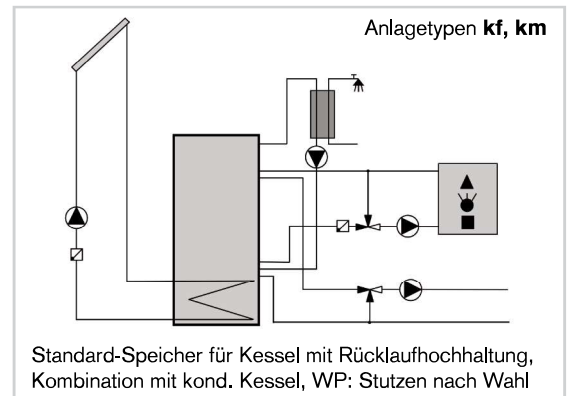 Anlagetypen kf, km
Standard-Speicher für Kessel mit Rücklaufhochhaltung,
Kombination mit kond. Kessel, WP: Stutzen nach Wahl